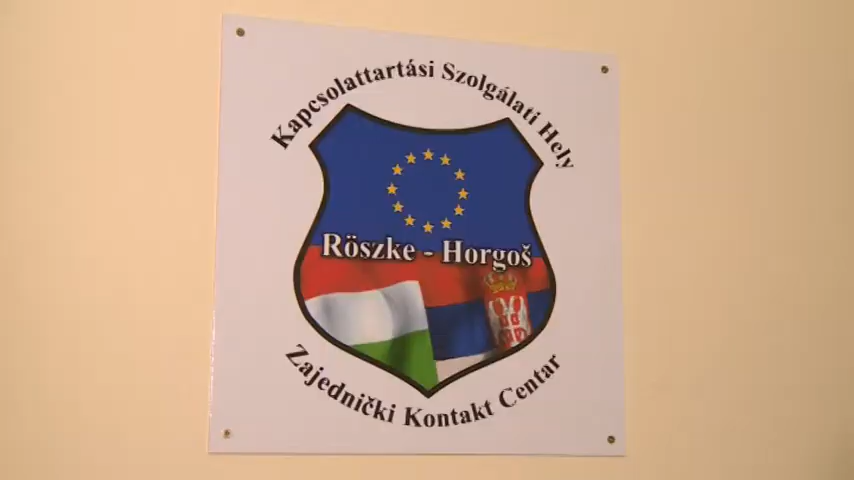 Kapcsolattartási Szolgálati Hely
Röszke - Horgoš
Zajednički Kontakt Centar